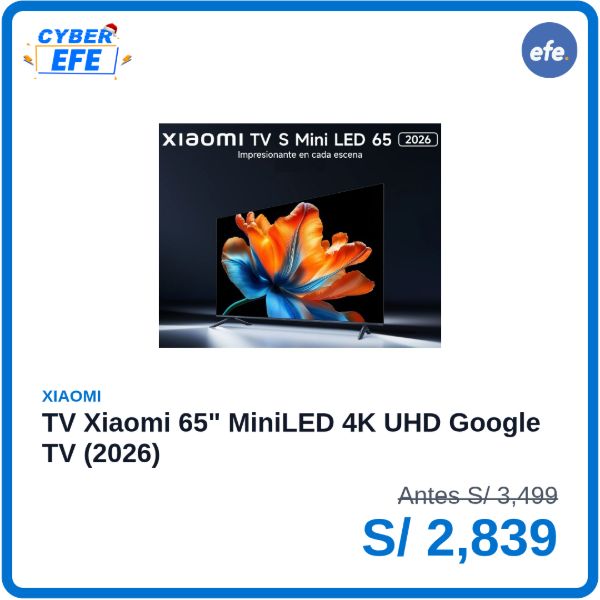 CYBER
EFE
efe.
xiaomi TV S Mini LED 65 2026
Impresionante en cada escena
XIAOMI
TV Xiaomi 65" MiniLED 4K UHD Google
TV (2026)
Antes S/ 3,499
S/ 2,839